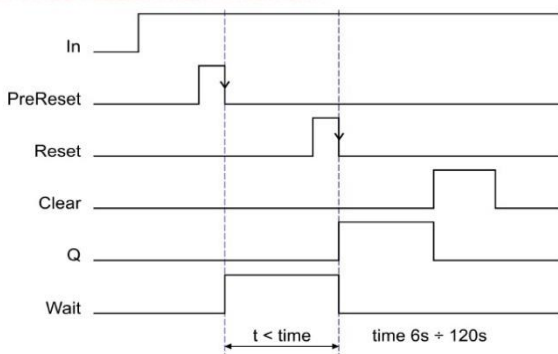 In
PreReset
Reset
Clear
Q
Wait
t < time
time 6s ÷ 120s